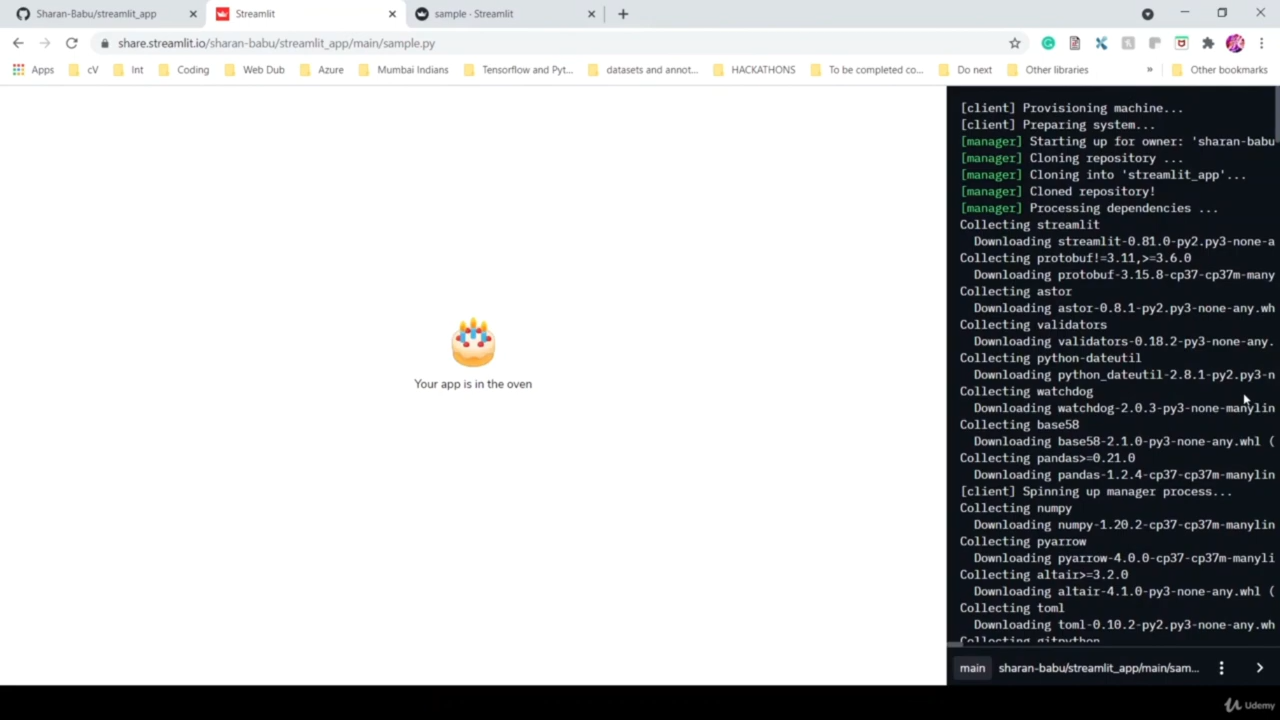 Sharan-Babu/streamlit_app
Streamlit
sample · Streamlit
share.streamlit.io/sharan-babu/streamlit_app/main/sample.py
Apps
cV
Int
Coding
Web Dub
Azure
Mumbai Indians
Tensorflow and Pyt...
datasets and annot...
HACKATHONS
To be completed co...
Do next
Other libraries
»
Other bookmarks
Your app is in the oven
[client] Provisioning machine...
[client] Preparing system...
[manager] Starting up for owner: 'sharan-babu
[manager] Cloning repository ...
[manager] Cloning into 'streamlit_app'...
[manager] Cloned repository!
[manager] Processing dependencies ...
Collecting streamlit
Downloading streamlit-0.81.0-py2.py3-none-a
Collecting protobuf!=3.11,>=3.6.0
Downloading protobuf-3.15.8-cp37-cp37m-many
Collecting astor
Downloading astor-0.8.1-py2.py3-none-any.wh
Collecting validators
Downloading validators-0.18.2-py3-none-any.
Collecting python-dateutil
Downloading python_dateutil-2.8.1-py2.py3-n
Collecting watchdog
Downloading watchdog-2.0.3-py3-none-manylin
Collecting base58
Downloading base58-2.1.0-py3-none-any.whl (
Collecting pandas>=0.21.0
Downloading pandas-1.2.4-cp37-cp37m-manylin
[client] Spinning up manager process...
Collecting numpy
Downloading numpy-1.20.2-cp37-cp37m-manylin
Collecting pyarrow
Downloading pyarrow-4.0.0-cp37-cp37m-manyli
Collecting altair>=3.2.0
Downloading altair-4.1.0-py3-none-any.whl (
Collecting toml
Downloading toml-0.10.2-py2.py3-none-any.wh
Collecting gitpython
main
sharan-babu/streamlit_app/main/sam...
Udemy